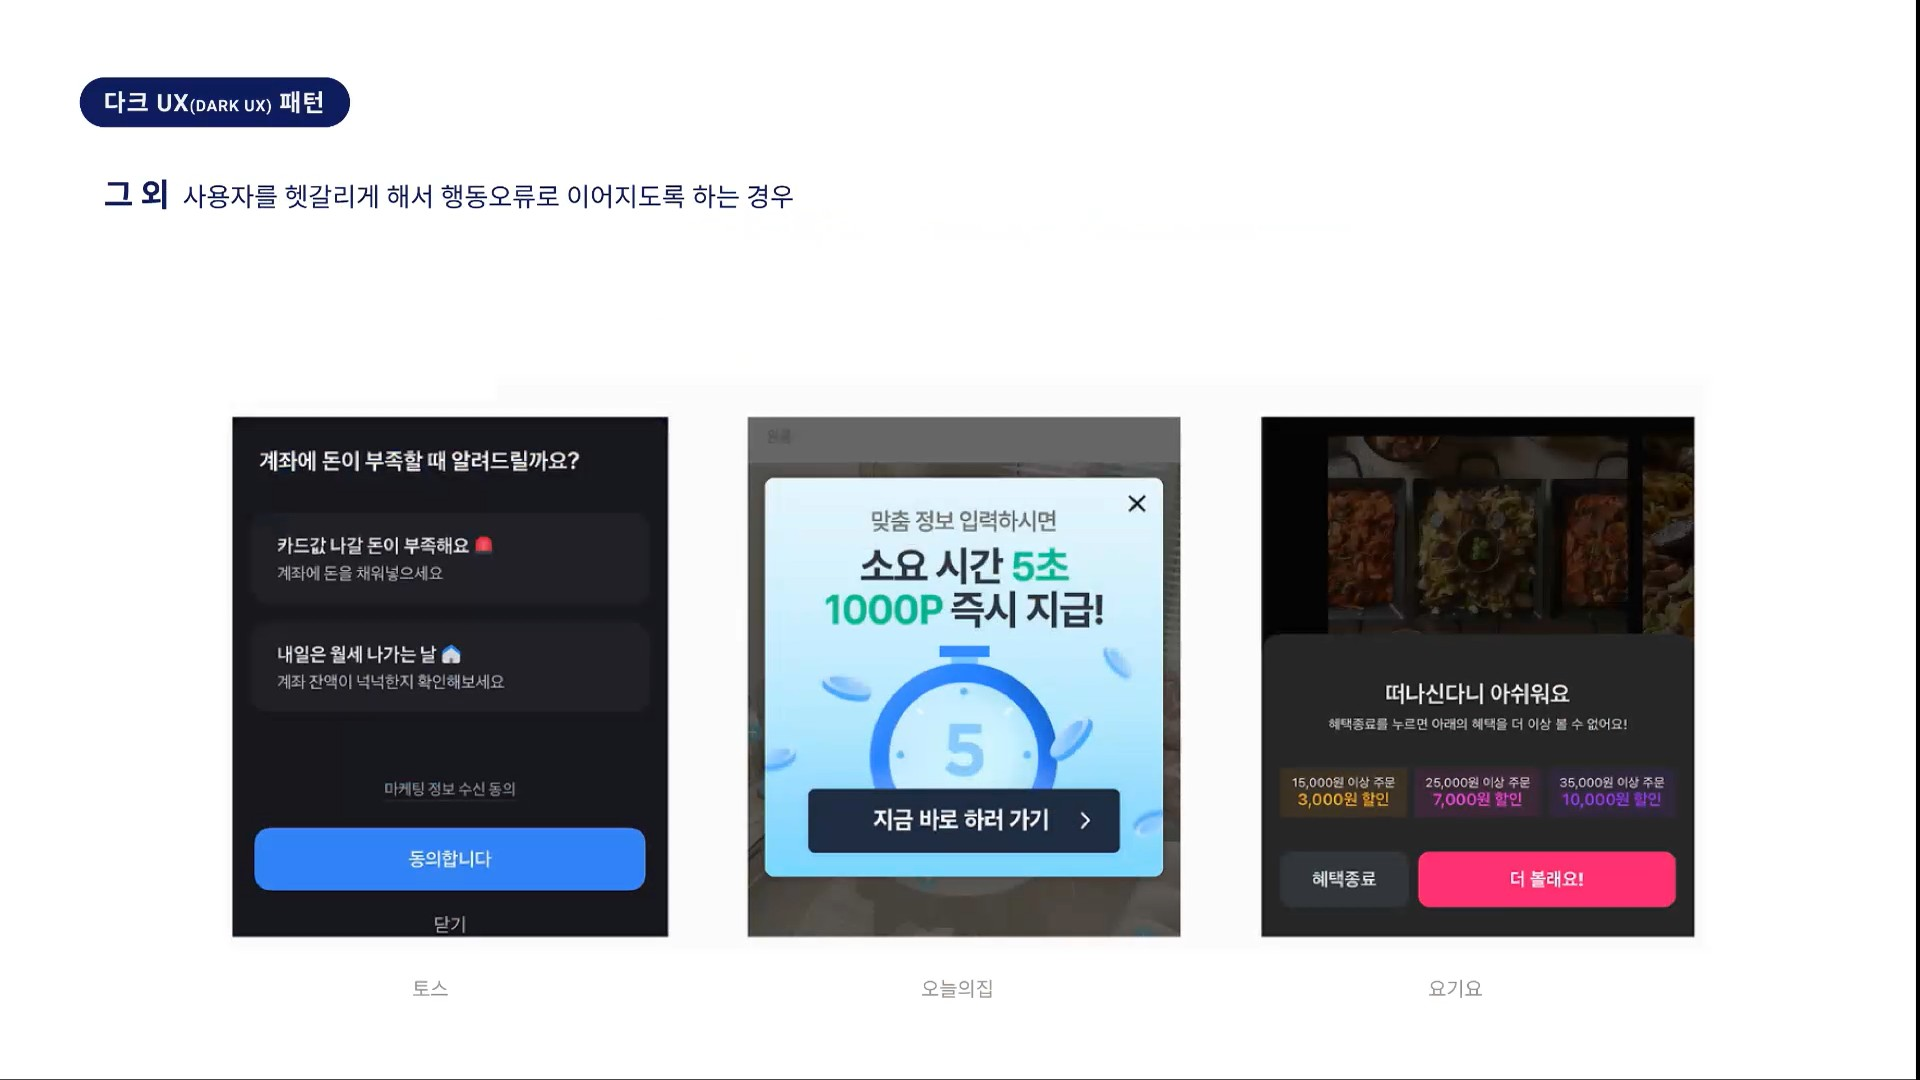 다크 UX(DARK UX) 패턴
그 외 사용자를 헷갈리게 해서 행동오류로 이어지도록 하는 경우
계좌에 돈이 부족할 때 알려드릴까요?
카드값 나갈 돈이 부족해요
계좌에 돈을 채워넣으세요
내일은 월세 나가는 날
계좌 잔액이 넉넉한지 확인해보세요
마케팅 정보 수신 동의
동의합니다
닫기
토스
맞춤 정보 입력하시면
소요 시간 5초
1000P 즉시 지급!
5
지금 바로 하러 가기
오늘의집
떠나신다니 아쉬워요
혜택종료를 누르면 아래의 혜택을 더 이상 볼 수 없어요!
15,000원 이상 주문
3,000원 할인
25,000원 이상 주문
7,000원 할인
35,000원 이상 주문
10,000원 할인
혜택종료
더 볼래요!
요기요